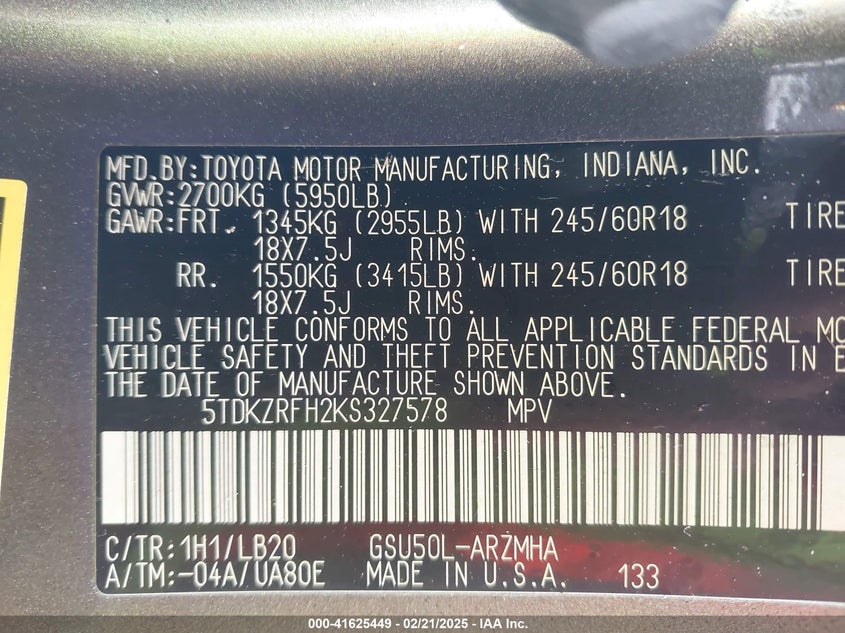 MFD.BY:TOYOTA MOTOR MANUFACTURING, INDIANA, INC.
GVWR:2700KG (5950LB)
GAWR:FRT. 1345KG (2955LB) WITH 245/60R18 TIRE
18X7.5J RIMS.
RR. 1550KG (3415LB) WITH 245/60R18 TIRE
18X7.5J RIMS.
THIS VEHICLE CONFORMS TO ALL APPLICABLE FEDERAL MO
VEHICLE SAFETY AND THEFT PREVENTION STANDARDS IN E
THE DATE OF MANUFACTURE SHOWN ABOVE.
5TDKZRFH2KS327578 MPV
C/TR:1H1/LB20 GSU50L-ARZMHA
A/TM:-04A/UA80E MADE IN U.S.A. 133
000-41625449 - 02/21/2025 - IAA Inc.